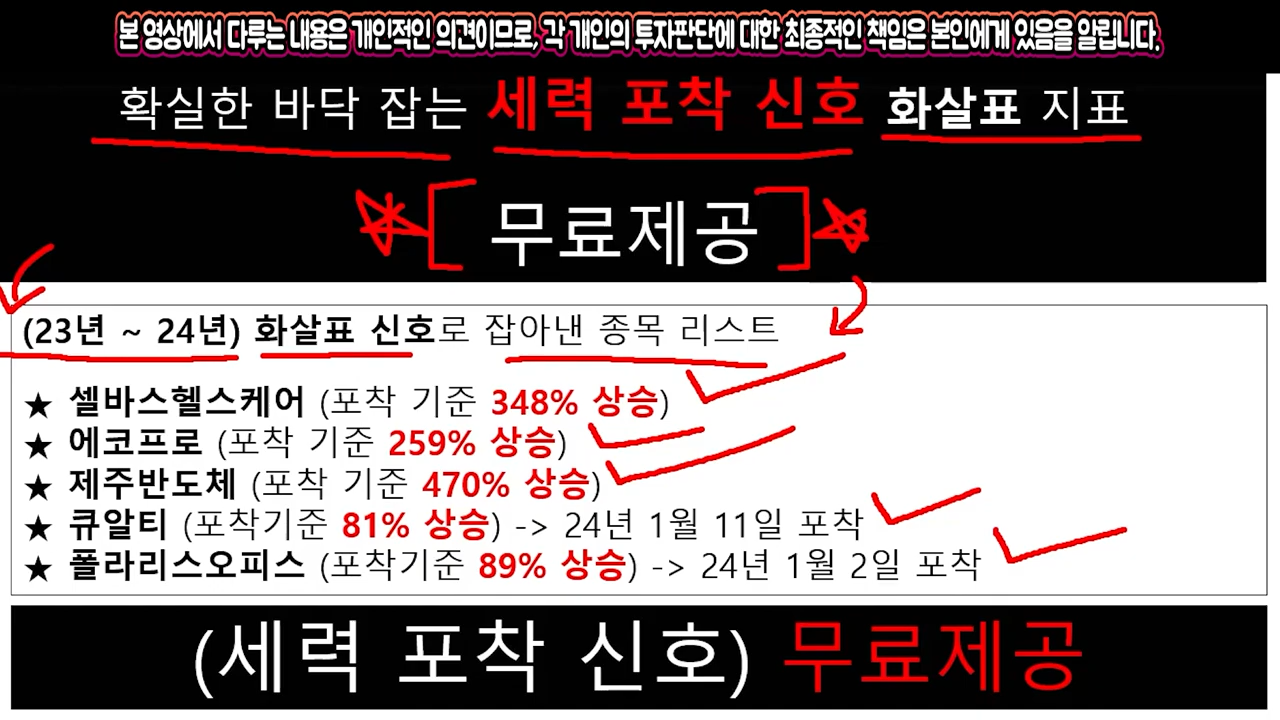 본 영상에서 다루는 내용은 개인적인 의견이므로, 각 개인의 투자판단에 대한 최종적인 책임은 본인에게 있음을 알립니다.
확실한 바닥 잡는 세력 포착 신호 화살표 지표
무료제공
(23년 ~ 24년) 화살표 신호로 잡아낸 종목 리스트
★ 셀바스헬스케어 (포착 기준 348% 상승)
★ 에코프로 (포착 기준 259% 상승)
★ 제주반도체 (포착 기준 470% 상승)
★ 큐알티 (포착기준 81% 상승) -> 24년 1월 11일 포착
★ 폴라리스오피스 (포착기준 89% 상승) -> 24년 1월 2일 포착
(세력 포착 신호) 무료제공